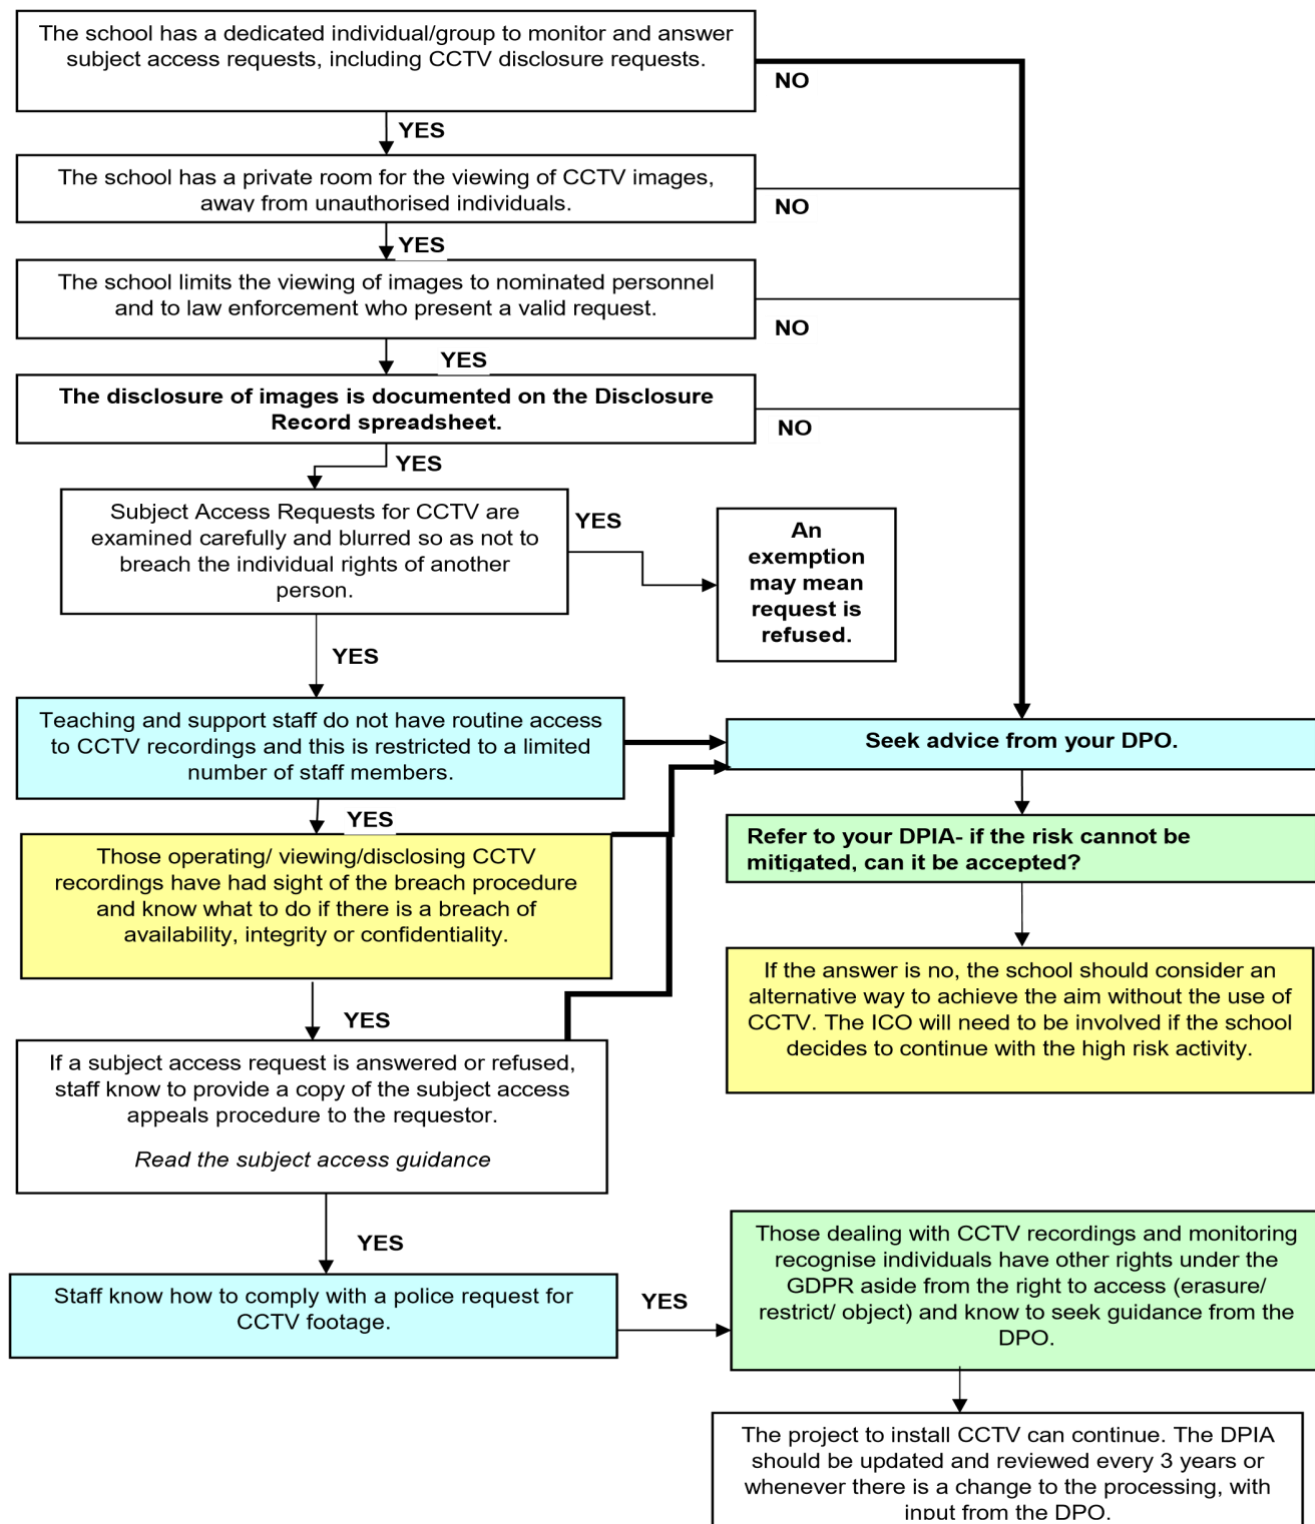 The school has a dedicated individual/group to monitor and answer
subject access requests, including CCTV disclosure requests.
NO
YES
The school has a private room for the viewing of CCTV images,
away from unauthorised individuals.
NO
YES
The school limits the viewing of images to nominated personnel
and to law enforcement who present a valid request.
NO
YES
The disclosure of images is documented on the Disclosure
Record spreadsheet.
NO
YES
Subject Access Requests for CCTV are
examined carefully and blurred so as not to
breach the individual rights of another
person.
YES
An
exemption
may mean
request is
refused.
YES
Teaching and support staff do not have routine access
to CCTV recordings and this is restricted to a limited
number of staff members.
Seek advice from your DPO.
YES
Refer to your DPIA- if the risk cannot be
mitigated, can it be accepted?
Those operating/ viewing/disclosing CCTV
recordings have had sight of the breach procedure
and know what to do if there is a breach of
availability, integrity or confidentiality.
If the answer is no, the school should consider an
alternative way to achieve the aim without the use of
CCTV. The ICO will need to be involved if the school
decides to continue with the high risk activity.
YES
If a subject access request is answered or refused,
staff know to provide a copy of the subject access
appeals procedure to the requestor.
Read the subject access guidance
YES
Staff know how to comply with a police request for
CCTV footage.
YES
Those dealing with CCTV recordings and monitoring
recognise individuals have other rights under the
GDPR aside from the right to access (erasure/
restrict/ object) and know to seek guidance from the
DPO.
The project to install CCTV can continue. The DPIA
should be updated and reviewed every 3 years or
whenever there is a change to the processing, with
input from the DPO.